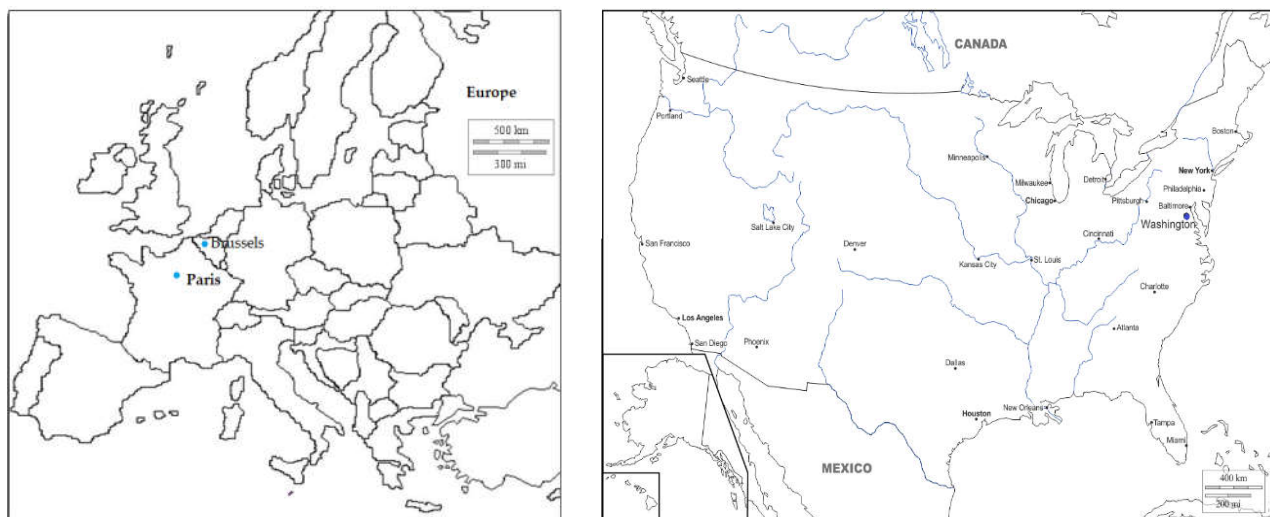 Europe
500 km
300 mi
Brussels
Paris
CANADA
Seattle
Portland
Boston
Minneapolis
New York
Milwaukee
Detroit
Philadelphia
Chicago
Pittsburgh
Baltimore
Washington
Salt Lake City
Cincinnati
San Francisco
Denver
Kansas City
St. Louis
Charlotte
Los Angeles
Atlanta
San Diego
Phoenix
Dallas
New Orleans
Houston
Tampa
Miami
MEXICO
400 km
200 mi